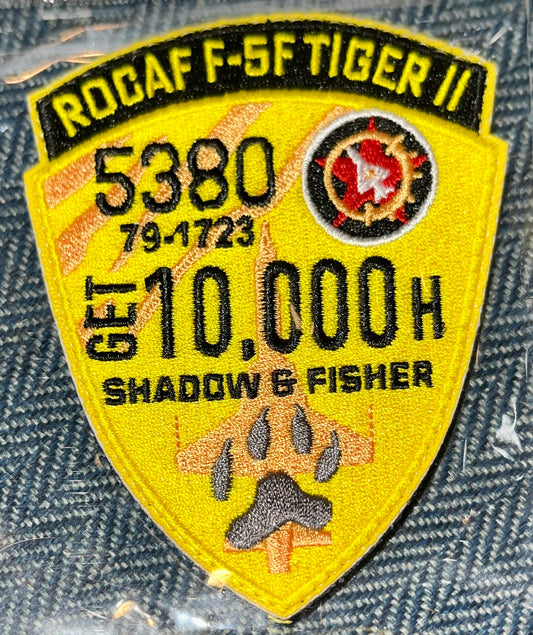 ROCAF F-5F TIGER II
5380
79-1723
GET 10,000H
SHADOW & FISHER